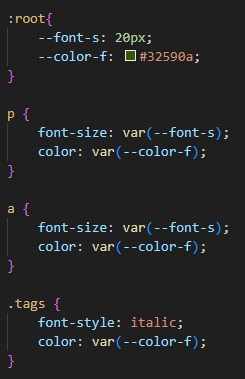 :root{
    --font-s: 20px;
    --color-f: #32590a;
}

p {
    font-size: var(--font-s);
    color: var(--color-f);
}

a {
    font-size: var(--font-s);
    color: var(--color-f);
}

.tags {
    font-style: italic;
    color: var(--color-f);
}